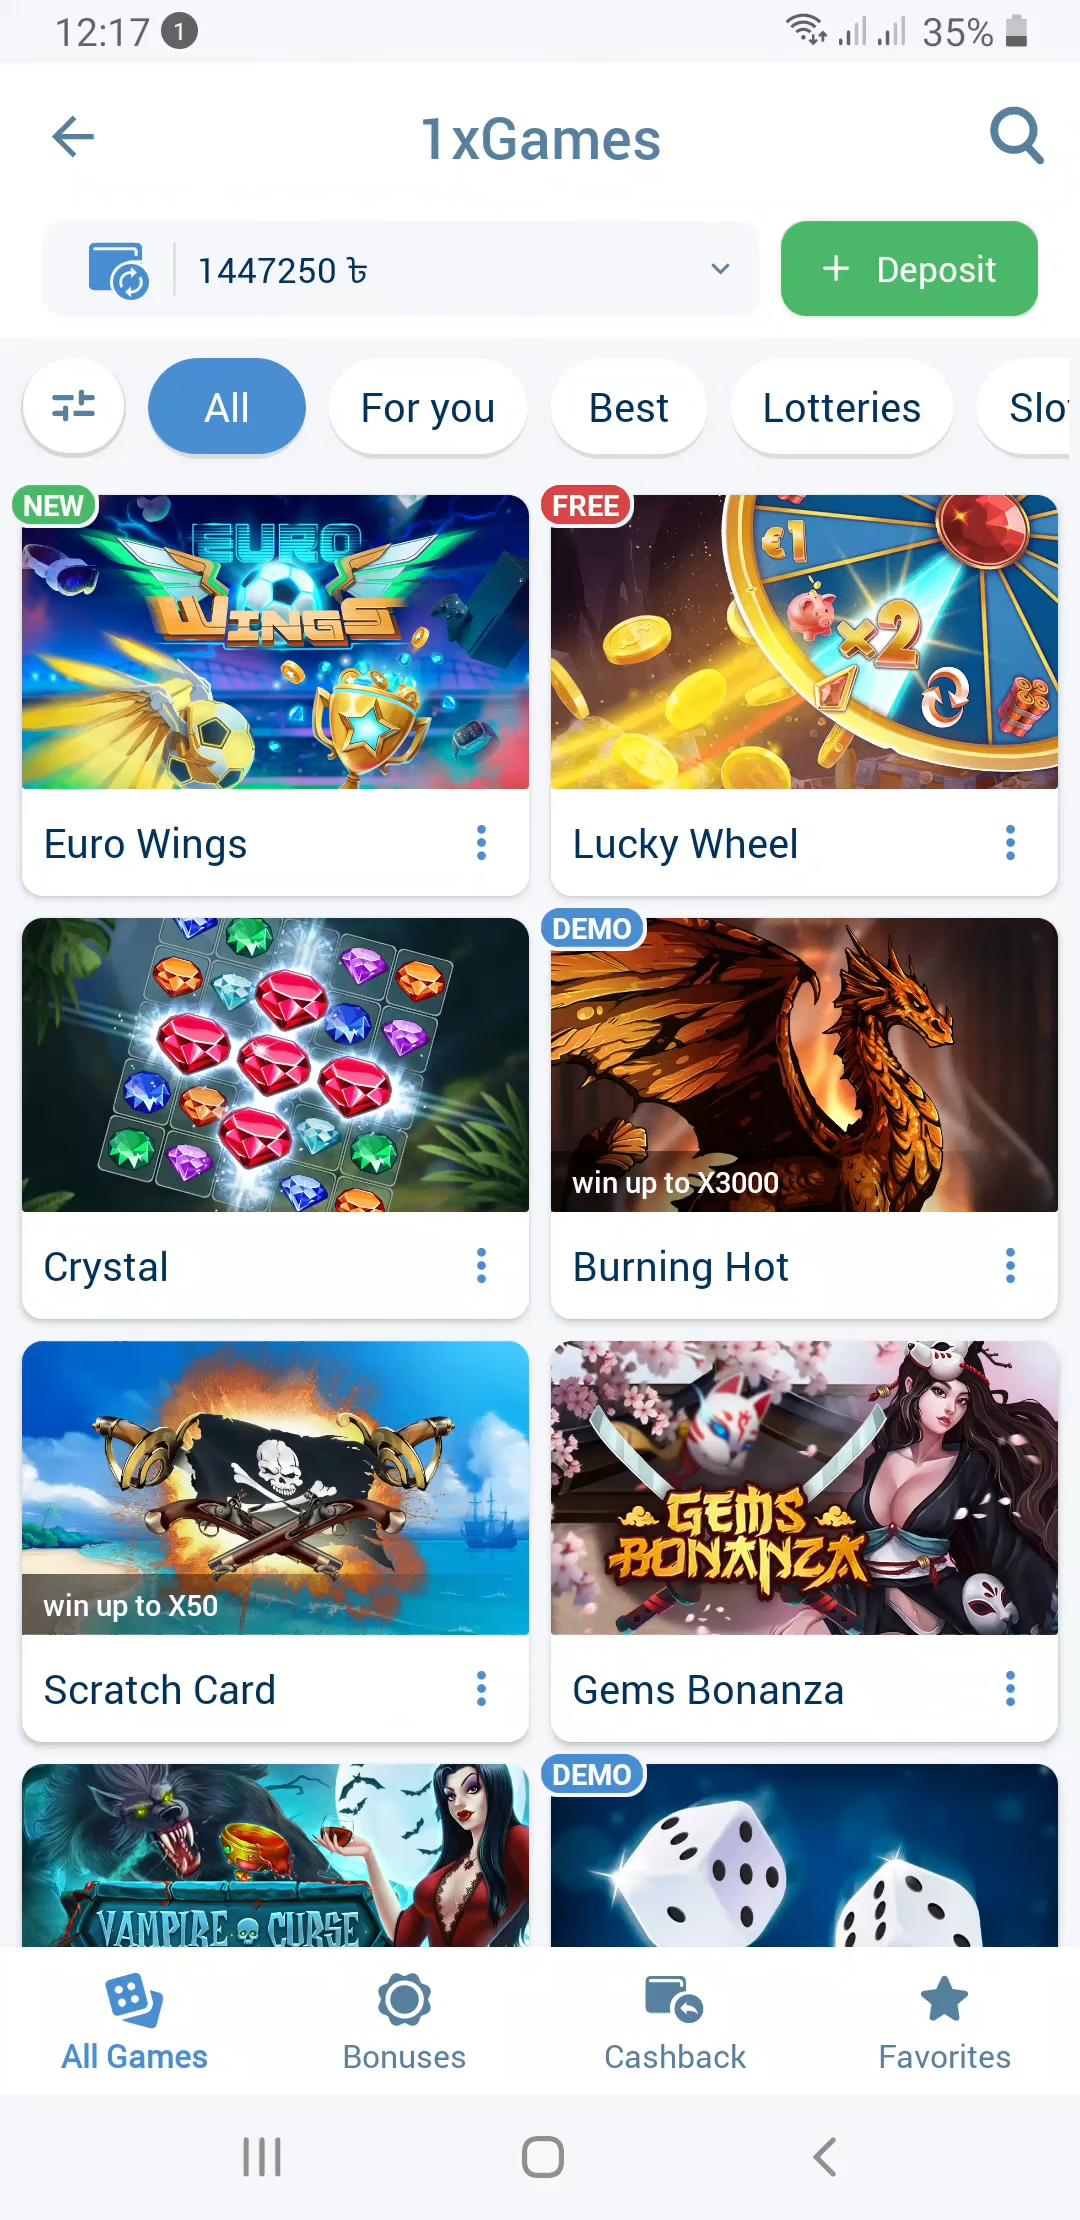 12:17 1 35%
1xGames
1447250 ৳
+ Deposit
All For you Best Lotteries Slo
NEW
FREE
EURO
WINGS
€1
x2
Euro Wings
Lucky Wheel
DEMO
win up to X3000
Crystal
Burning Hot
win up to X50
GEMS
BONANZA
Scratch Card
Gems Bonanza
DEMO
VAMPIRE CURSE
All Games Bonuses Cashback Favorites